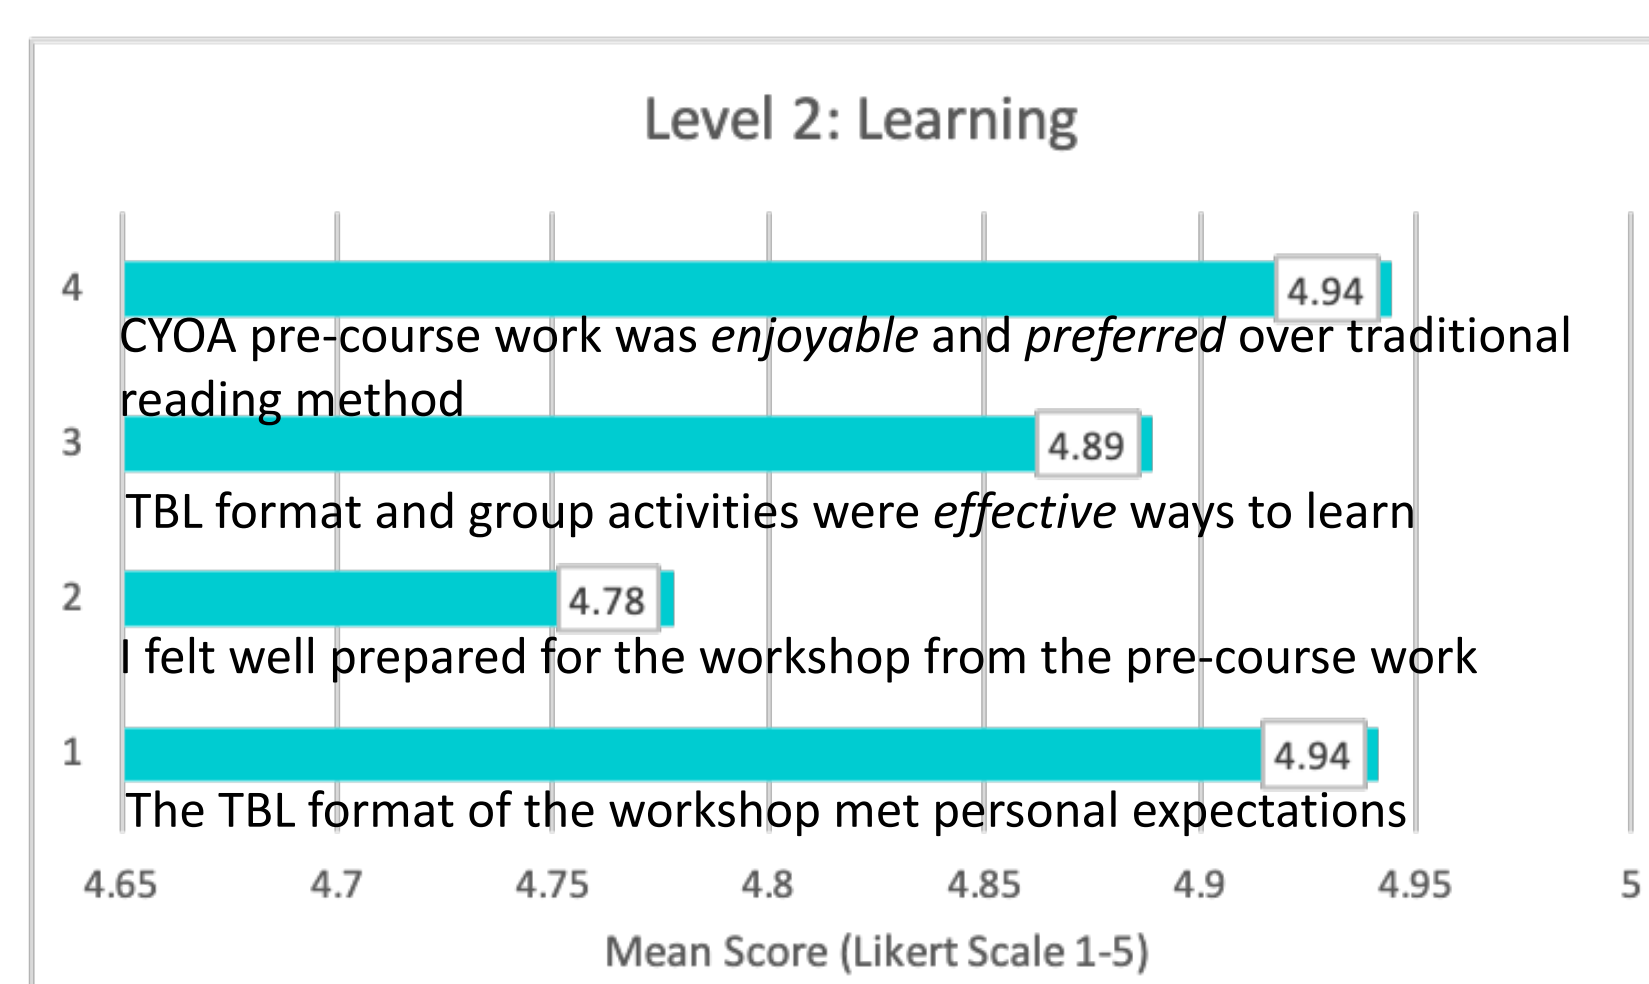 Level 2: Learning
4
4.94
CYOA pre-course work was enjoyable and preferred over traditional
reading method
3
4.89
TBL format and group activities were effective ways to learn
2
4.78
I felt well prepared for the workshop from the pre-course work
1
4.94
The TBL format of the workshop met personal expectations
4.65 4.7 4.75 4.8 4.85 4.9 4.95 5
Mean Score (Likert Scale 1-5)